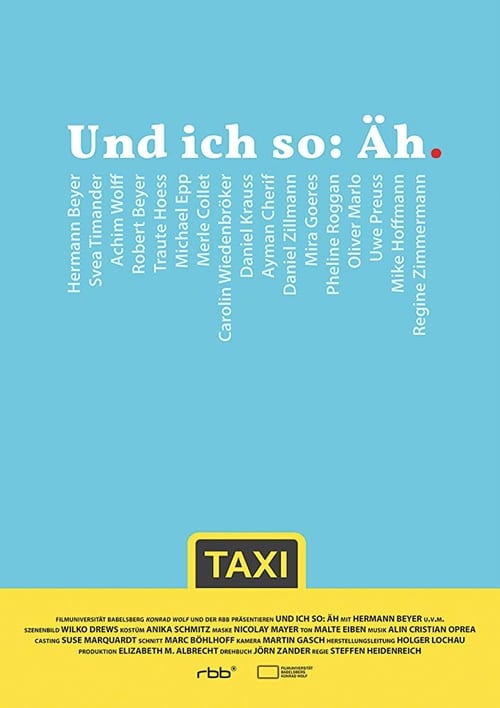 Und ich so: Äh.
Hermann Beyer
Svea Timander
Achim Wolff
Robert Beyer
Traute Hoess
Michael Epp
Merle Collet
Carolin Wiedenbröker
Daniel Krauss
Ayman Cherif
Daniel Zillmann
Mira Goeres
Pheline Roggan
Oliver Marlo
Uwe Preuss
Mike Hoffmann
Regine Zimmermann
TAXI
FILMUNIVERSITÄT BABELSBERG KONRAD WOLF UND DER RBB PRÄSENTIEREN UND ICH SO: ÄH MIT HERMANN BEYER U.V.M.
SZENENBILD WILKO DREWS KOSTÜM ANIKA SCHMITZ MASKE NICOLAY MAYER TON MALTE EIBEN MUSIK ALIN CRISTIAN OPREA
CASTING SUSE MARQUARDT SCHNITT MARC BÖHLHOFF KAMERA MARTIN GASCH HERSTELLUNGSLEITUNG HOLGER LOCHAU
PRODUKTION ELIZABETH M. ALBRECHT DREHBUCH JÖRN ZANDER REGIE STEFFEN HEIDENREICH
rbb
FILMUNIVERSITÄT
BABELSBERG
KONRAD WOLF